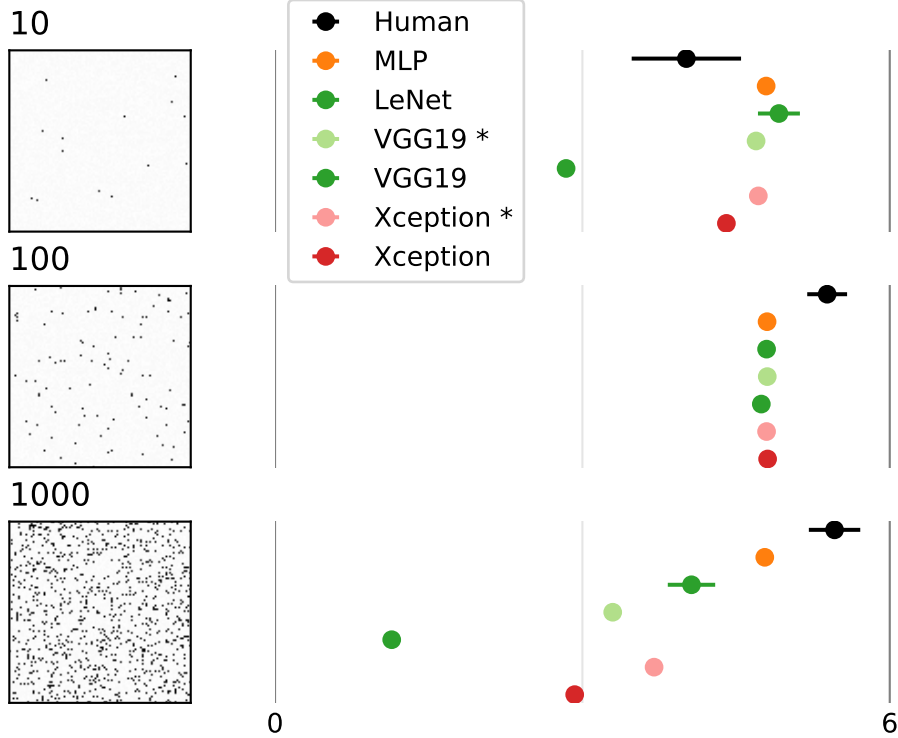 10
Human
MLP
LeNet
VGG19 *
VGG19
Xception *
Xception
100
1000
0
6